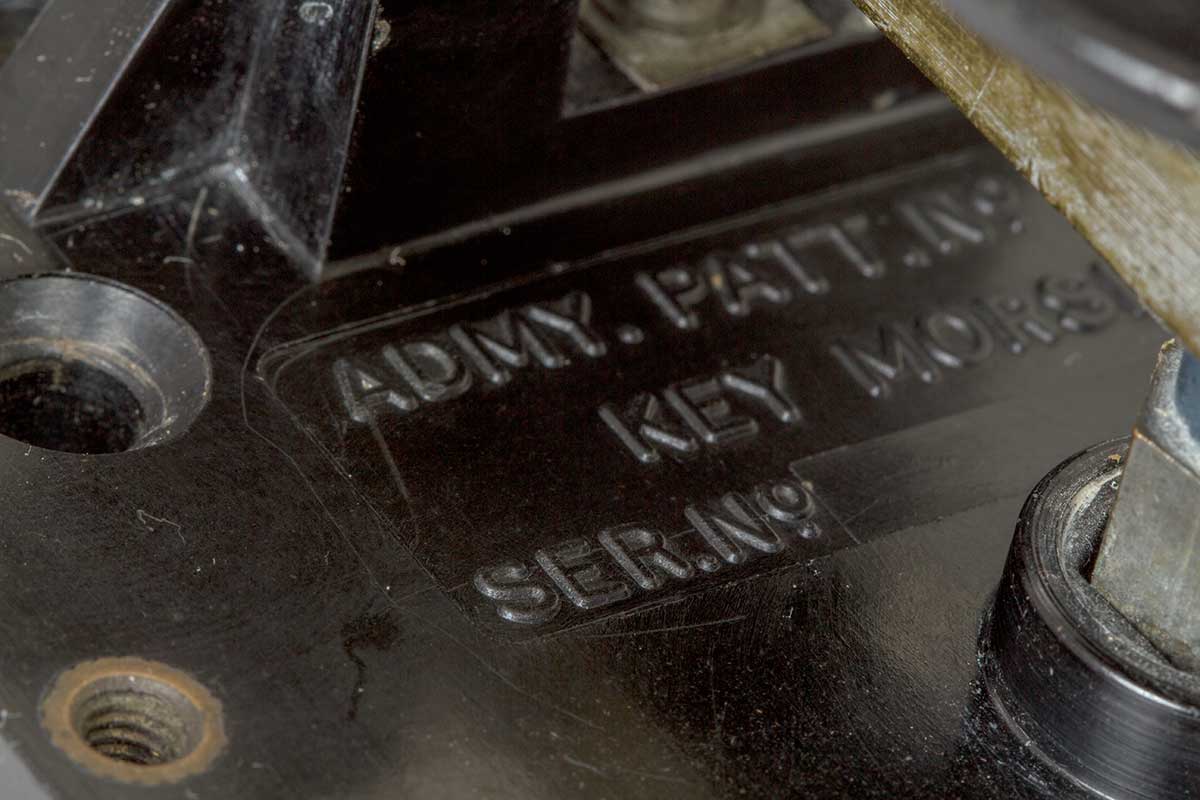 ADMY. PATT.Nº
KEY MORS
SER.Nº